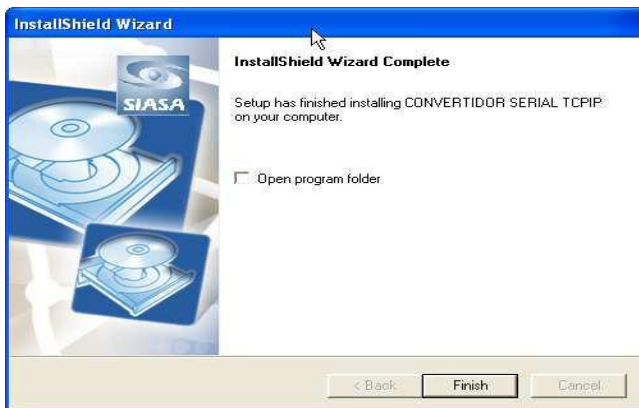 InstallShield Wizard
SIASA
InstallShield Wizard Complete
Setup has finished installing CONVERTIDOR SERIAL TCPIP
on your computer.
Open program folder
< Back
Finish
Cancel